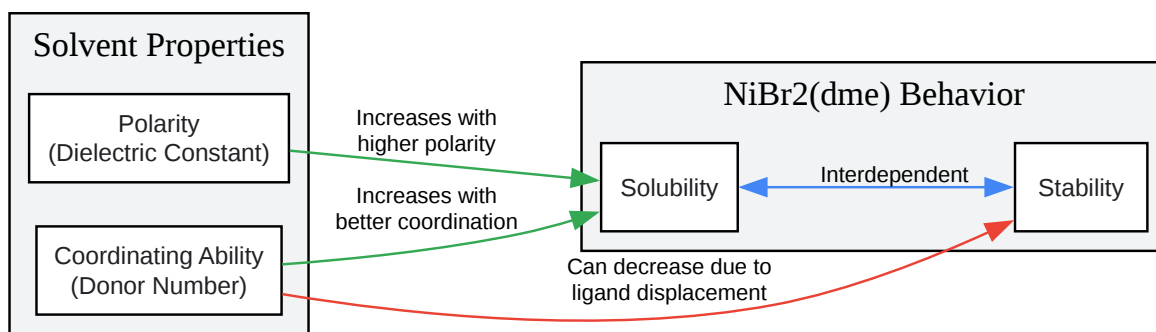 Solvent Properties
Polarity
(Dielectric Constant)
Coordinating Ability
(Donor Number)
Increases with
higher polarity
Increases with
better coordination
Can decrease due to
ligand displacement
NiBr2(dme) Behavior
Solubility
Interdependent
Stability